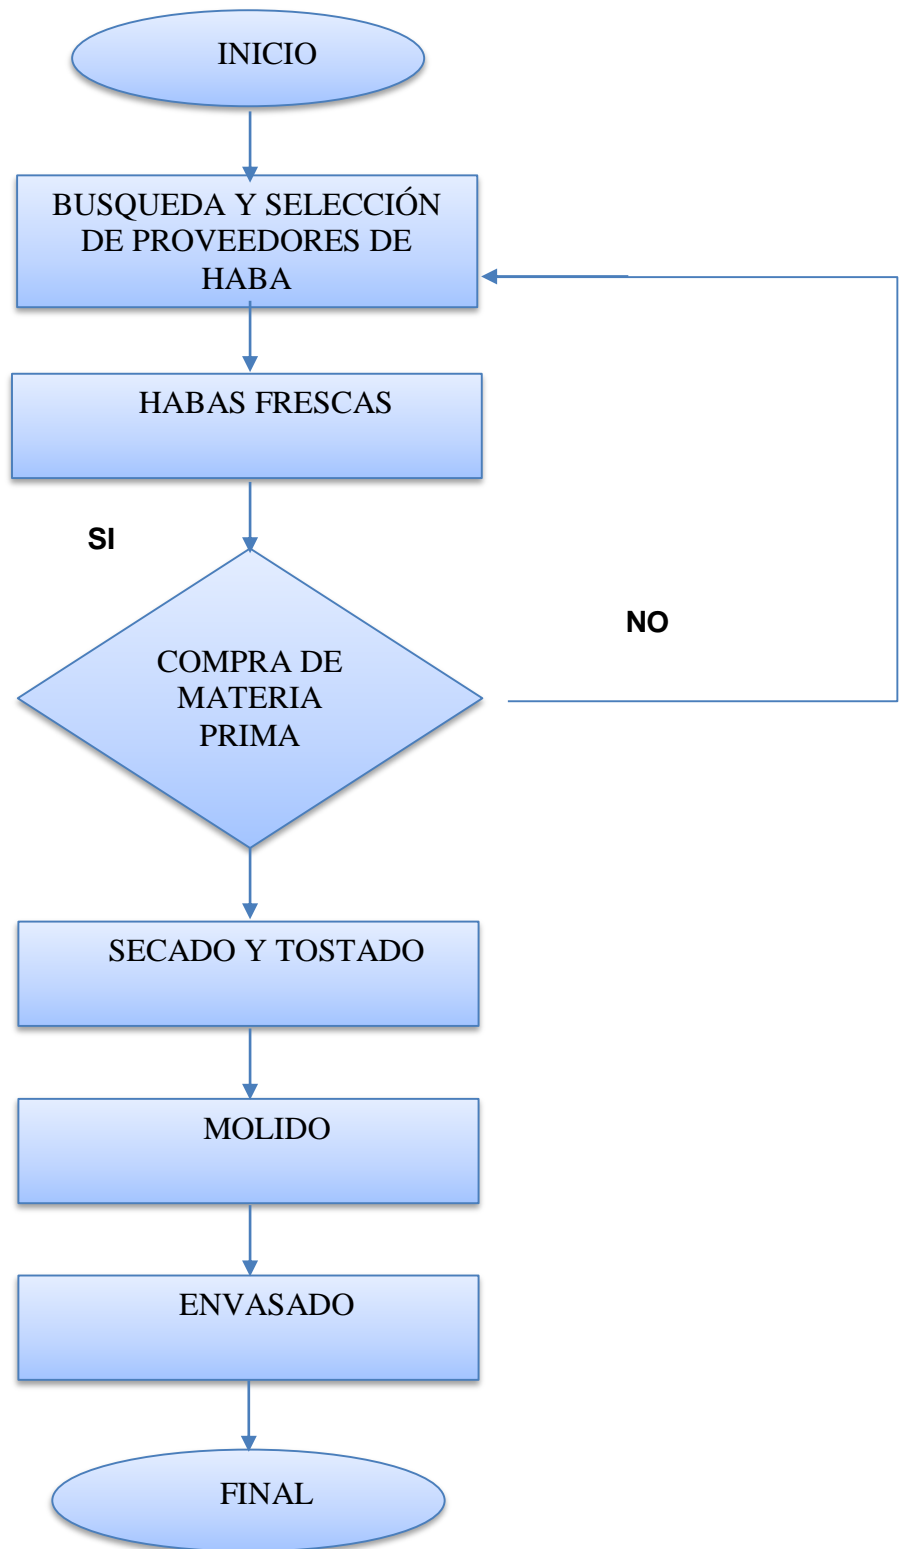 INICIO
BUSQUEDA Y SELECCIÓN
DE PROVEEDORES DE
HABA
HABAS FRESCAS
SI
NO
COMPRA DE
MATERIA
PRIMA
SECADO Y TOSTADO
MOLIDO
ENVASADO
FINAL